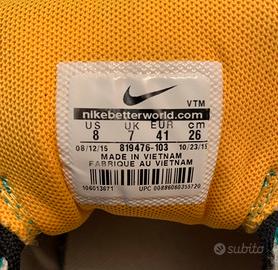 VTM
nikebetterworld.com
US UK EUR cm
8 7 41 26
08/12/15 819476-103 10/23/15
MADE IN VIETNAM
FABRIQUE AU VIETNAM
106013671 UPC 00886060355720
subito